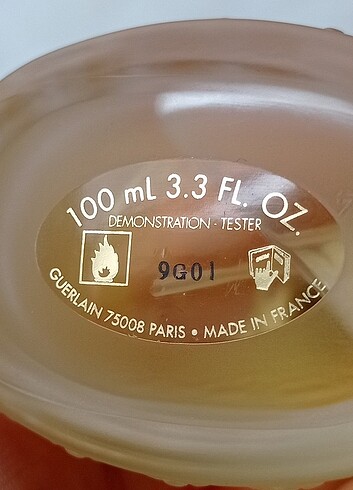 100 mL 3.3 FL. OZ.
DEMONSTRATION - TESTER
9G01
GUERLAIN 75008 PARIS • MADE IN FRANCE